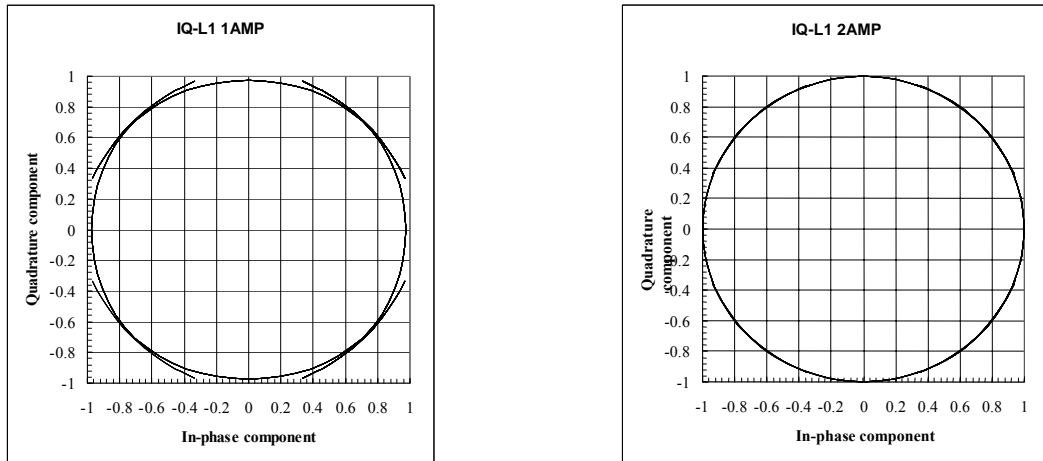 IQ-L1 1AMP
Quadrature component
1
0.8
0.6
0.4
0.2
0
-0.2
-0.4
-0.6
-0.8
-1
-1 -0.8 -0.6 -0.4 -0.2 0 0.2 0.4 0.6 0.8 1
In-phase component
IQ-L1 2AMP
Quadrature
component
1
0.8
0.6
0.4
0.2
0
-0.2
-0.4
-0.6
-0.8
-1
-1 -0.8 -0.6 -0.4 -0.2 0 0.2 0.4 0.6 0.8 1
In-phase component